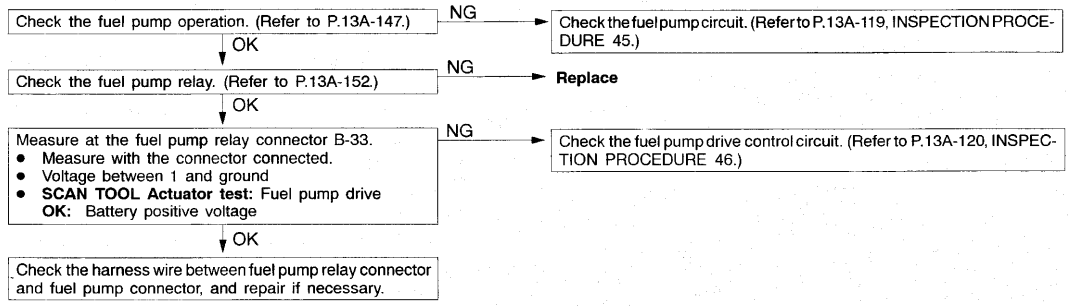 Check the fuel pump operation. (Refer to P.13A-147.)
NG
Check the fuel pump circuit. (Refer to P.13A-119, INSPECTION PROCE-
DURE 45.)
OK
Check the fuel pump relay. (Refer to P.13A-152.)
NG
Replace
OK
Measure at the fuel pump relay connector B-33.
● Measure with the connector connected.
● Voltage between 1 and ground
● SCAN TOOL Actuator test: Fuel pump drive
OK: Battery positive voltage
NG
Check the fuel pump drive control circuit. (Refer to P.13A-120, INSPEC-
TION PROCEDURE 46.)
OK
Check the harness wire between fuel pump relay connector
and fuel pump connector, and repair if necessary.